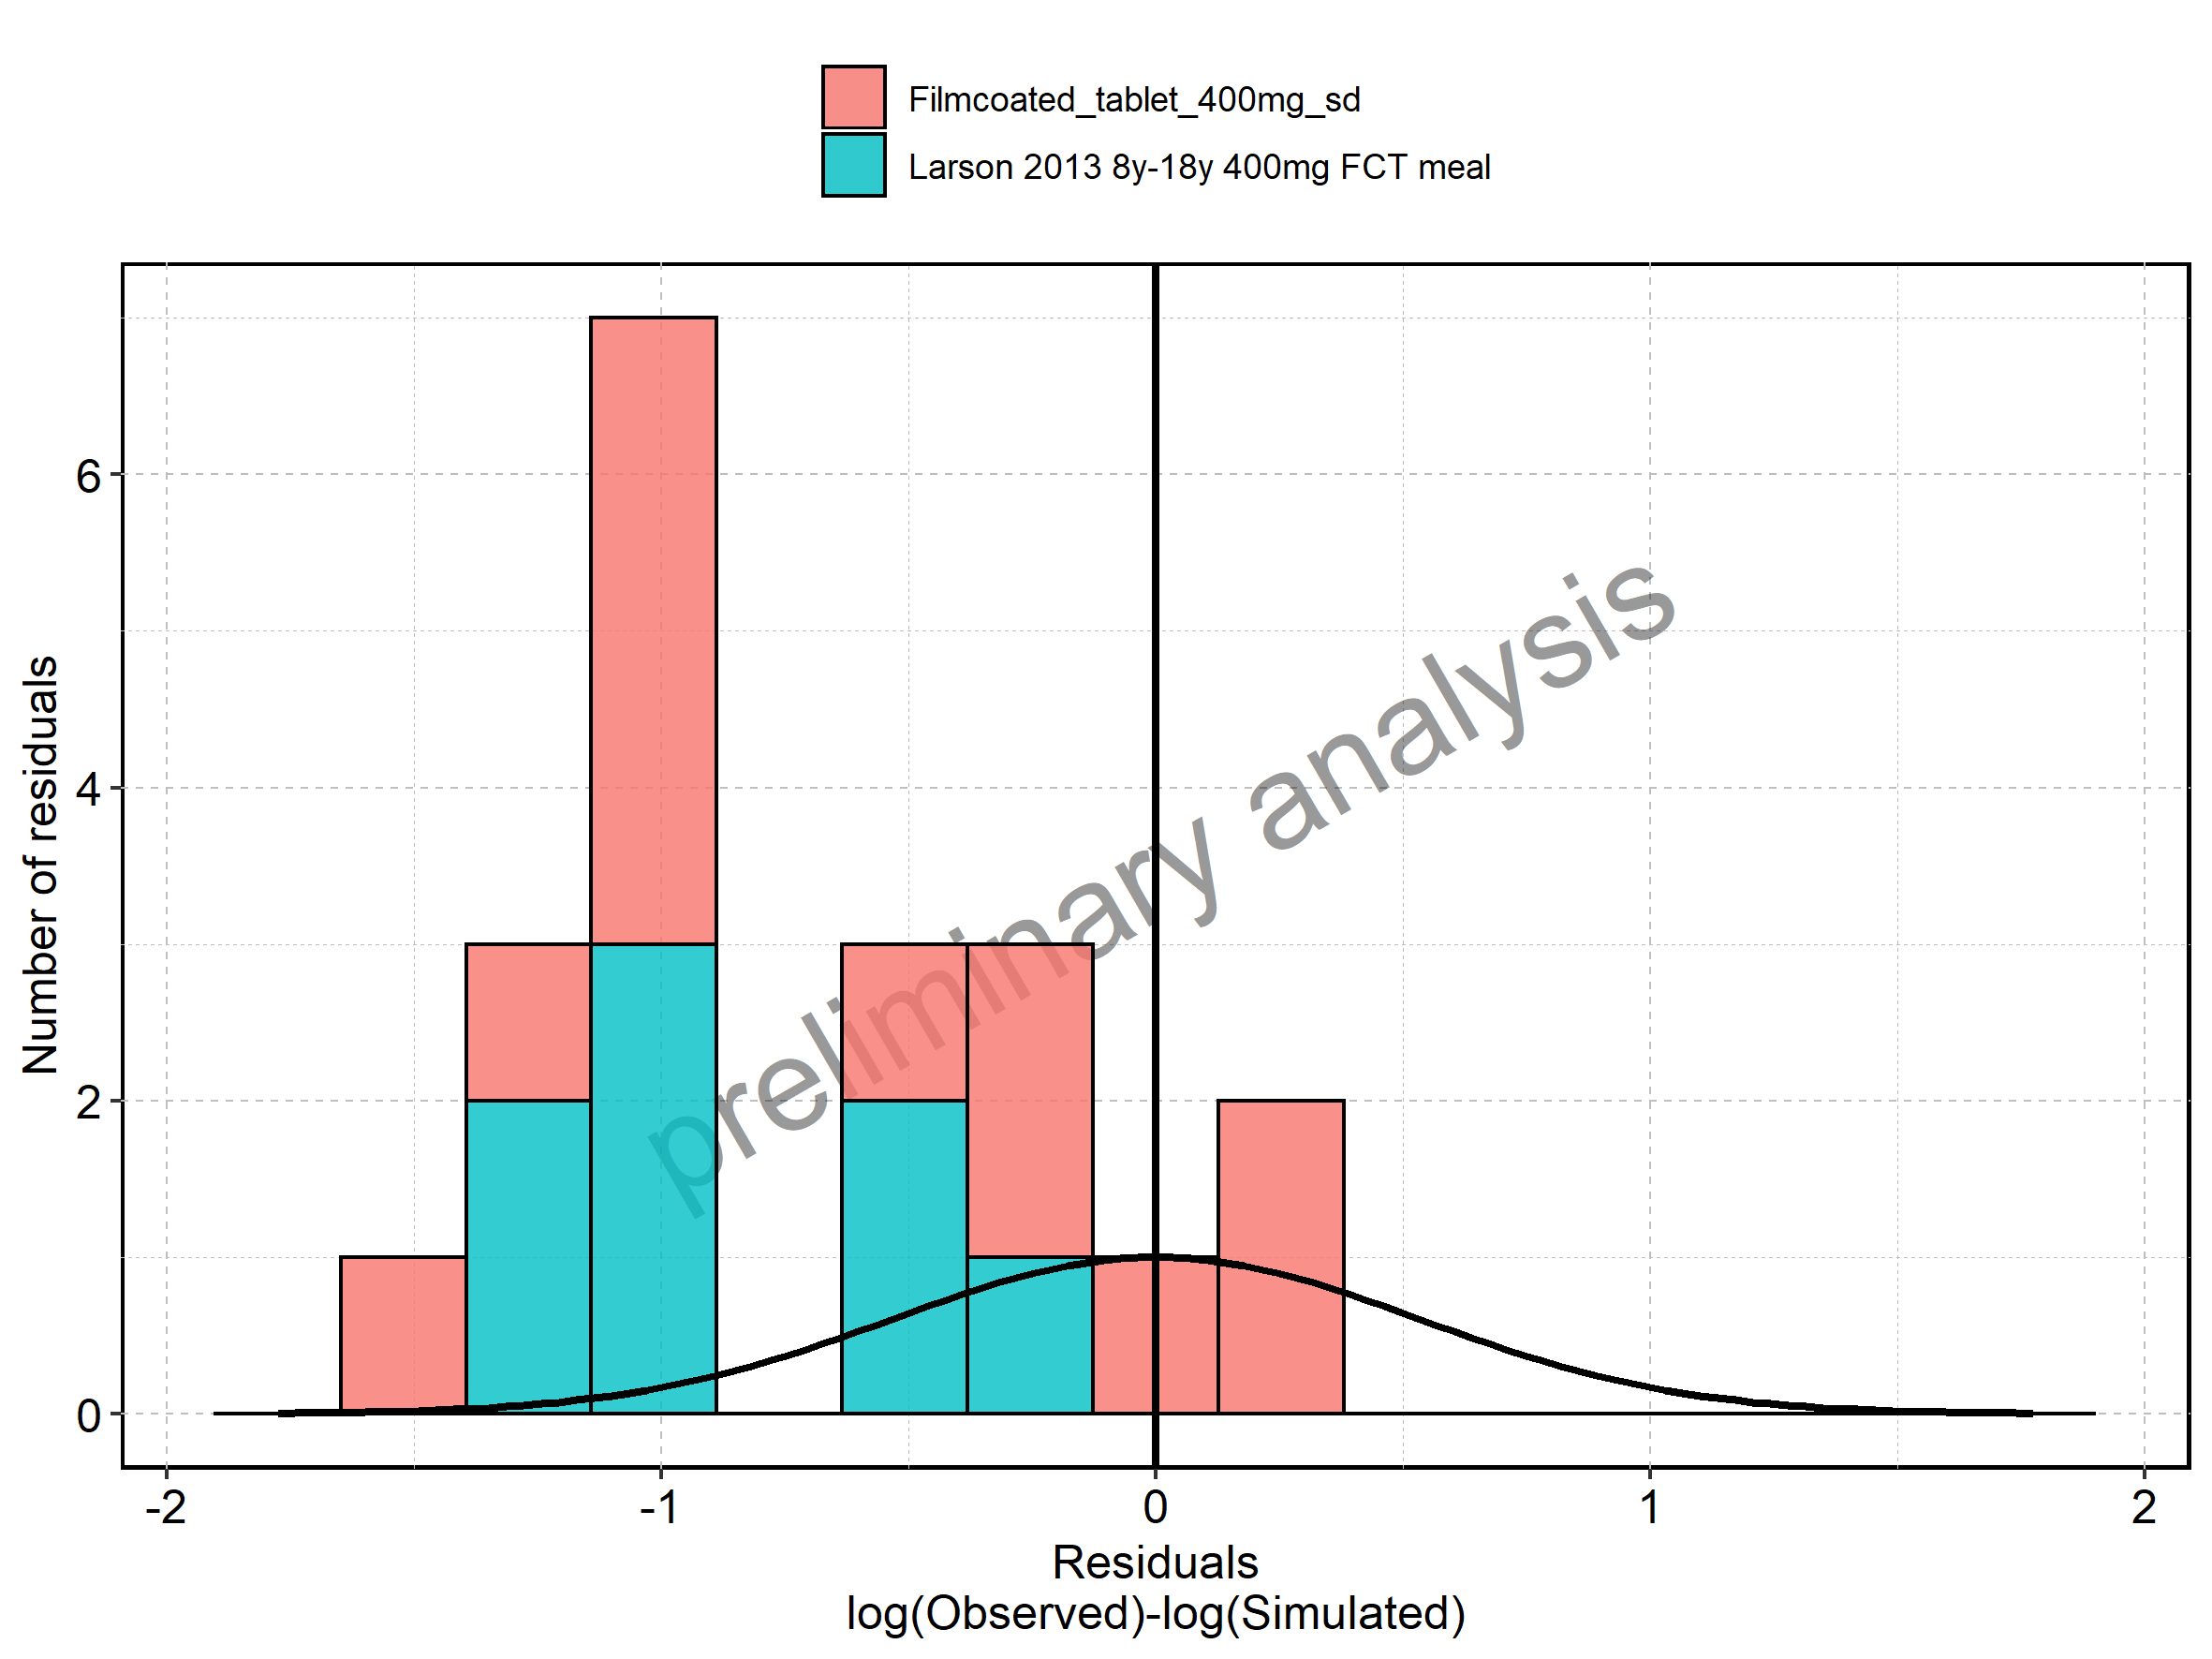 Filmcoated_tablet_400mg_sd
Larson 2013 8y-18y 400mg FCT meal
6
4
2
0
Number of residuals
preliminary analysis
-2 -1 0 1 2
Residuals
log(Observed)-log(Simulated)